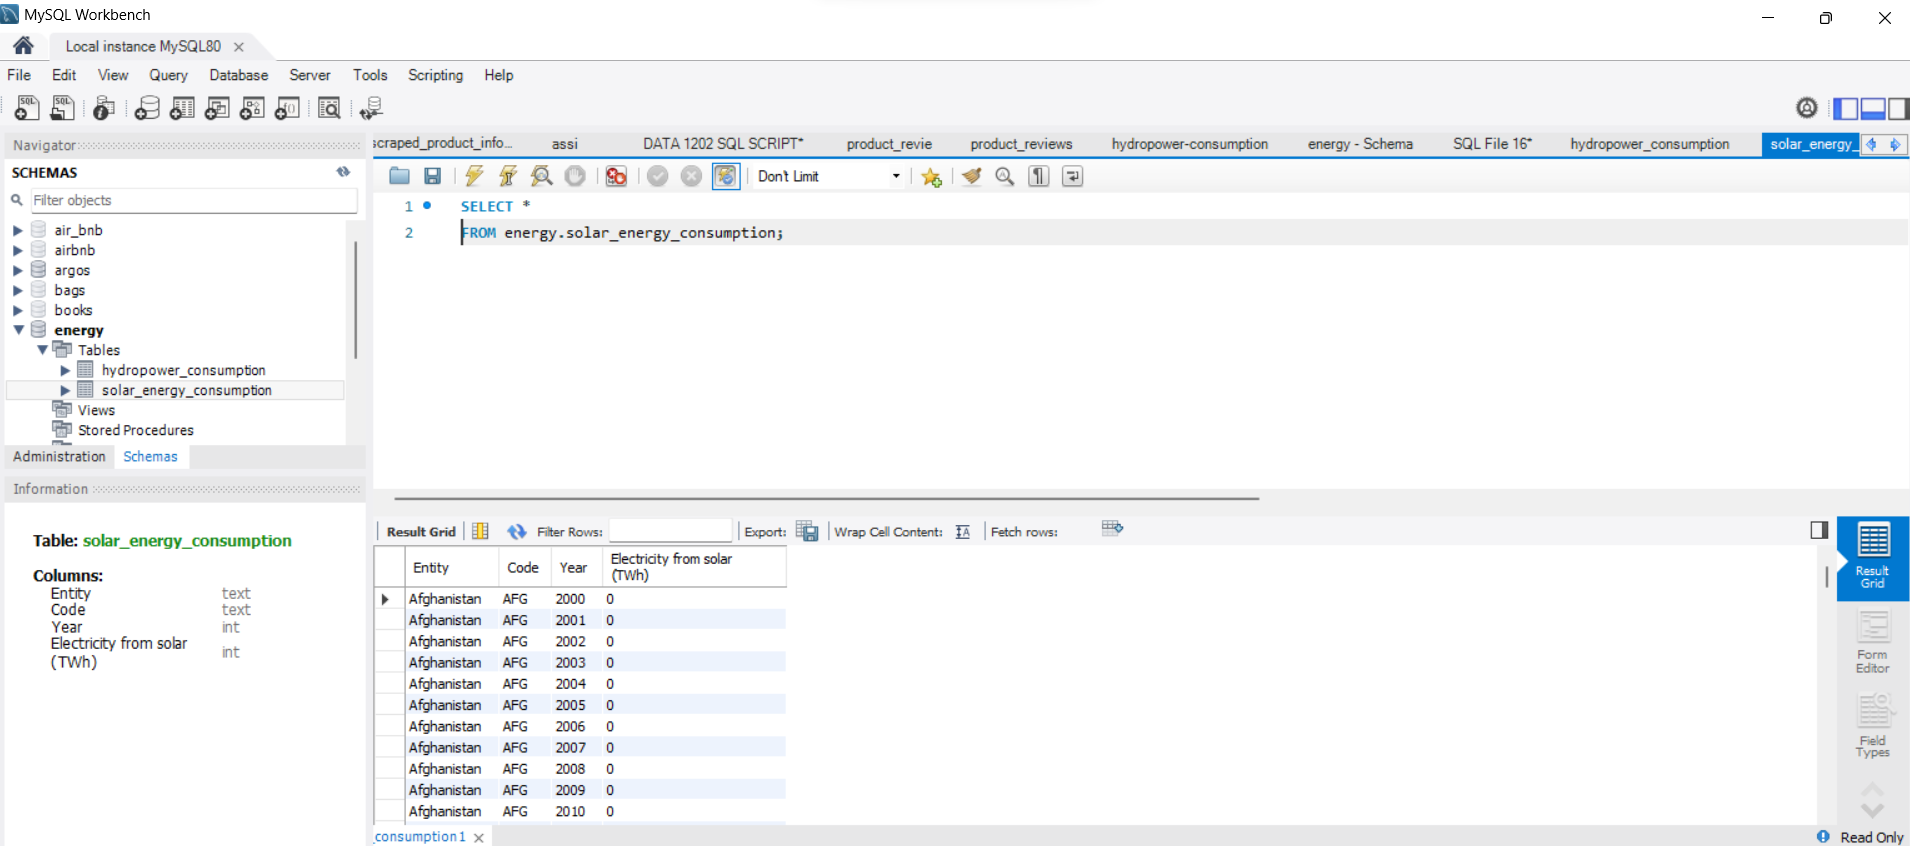 MySQL Workbench
Local instance MySQL80
File Edit View Query Database Server Tools Scripting Help
Navigator
SCHEMAS
Filter objects
air_bnb
airbnb
argos
bags
books
energy
Tables
hydropower_consumption
solar_energy_consumption
Views
Stored Procedures
Administration Schemas
Information
Table: solar_energy_consumption
Columns:
Entity text
Code text
Year int
Electricity from solar
(TWh) int
scraped_product_info... assi DATA 1202 SQL SCRIPT* product_revie product_reviews hydropower-consumption energy - Schema SQL File 16* hydropower_consumption solar_energy_
Don't Limit
1 SELECT *
2 FROM energy.solar_energy_consumption;
Result Grid Filter Rows: Export: Wrap Cell Content: Fetch rows:
Entity Code Year Electricity from solar
(TWh)
Afghanistan AFG 2000 0
Afghanistan AFG 2001 0
Afghanistan AFG 2002 0
Afghanistan AFG 2003 0
Afghanistan AFG 2004 0
Afghanistan AFG 2005 0
Afghanistan AFG 2006 0
Afghanistan AFG 2007 0
Afghanistan AFG 2008 0
Afghanistan AFG 2009 0
Afghanistan AFG 2010 0
_consumption1
Result
Grid
Form
Editor
Field
Types
Read Only